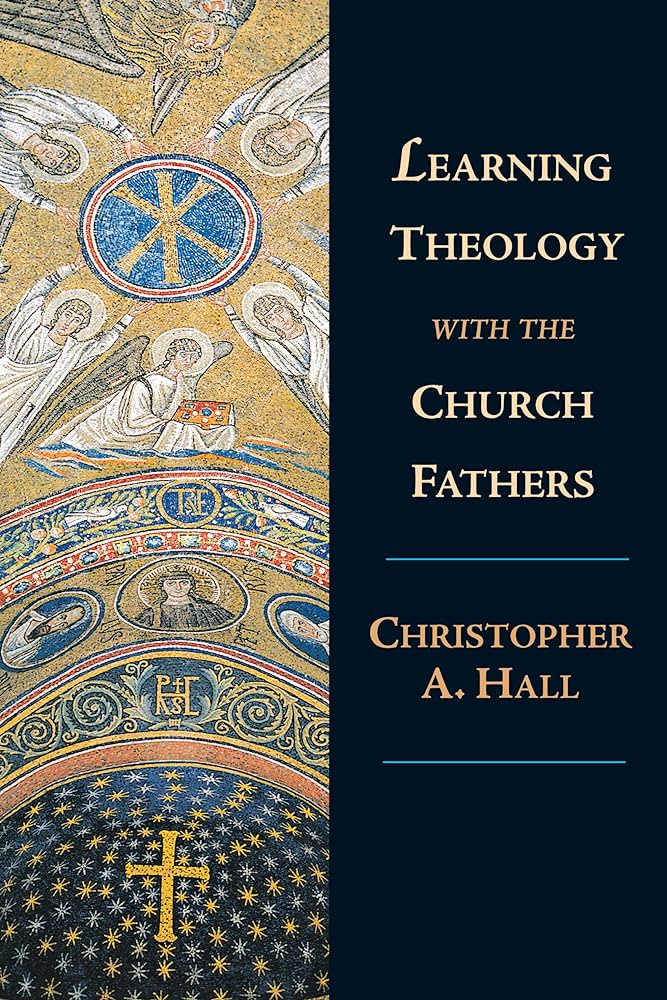 LEARNING
THEOLOGY
WITH THE
CHURCH
FATHERS
CHRISTOPHER
A. HALL